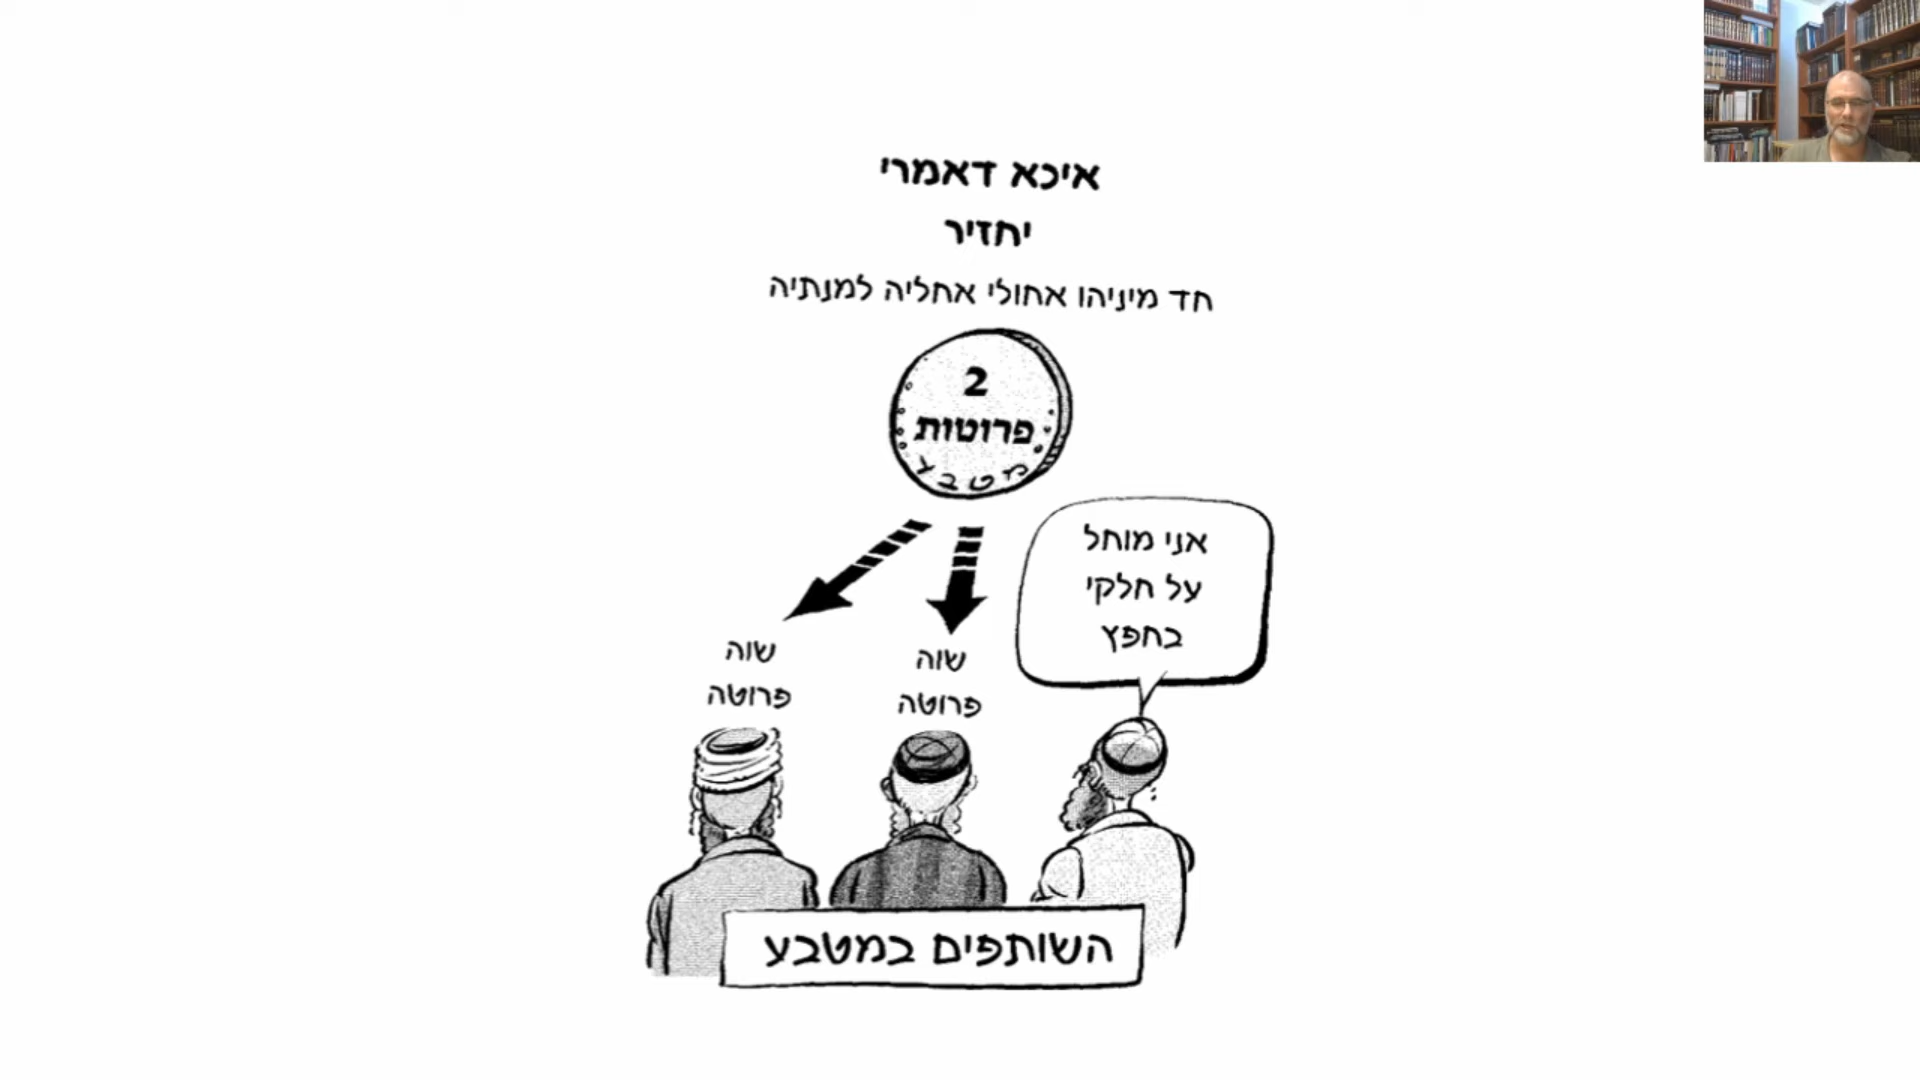 איכא דאמרי
יחזיר
חד מיניהו אחולי אחליה למנתיה
2
פרוטות
מטבע
אני מוחל
על חלקי
בחפץ
שוה
פרוטה
שוה
פרוטה
השותפים במטבע